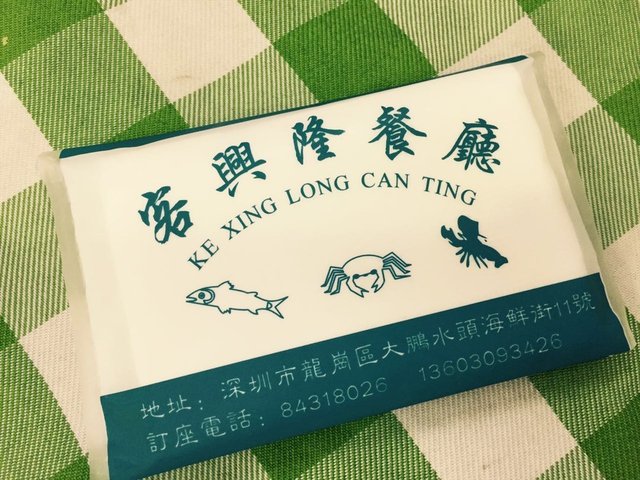 客興隆餐廳
KE XING LONG CAN TING
地址：深圳市龍崗區大鵬水頭海鮮街11號
訂座電話：84318026 13603093426